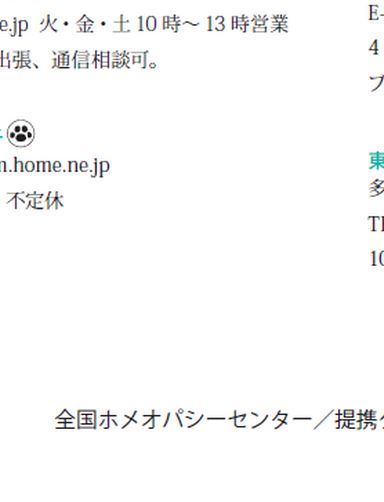 e.jp 火・金・土 10 時〜 13 時営業
出張、通信相談可。
n.home.ne.jp
不定休
E-
4
プ
東
多
TE
10
全国ホメオパシーセンター／提携